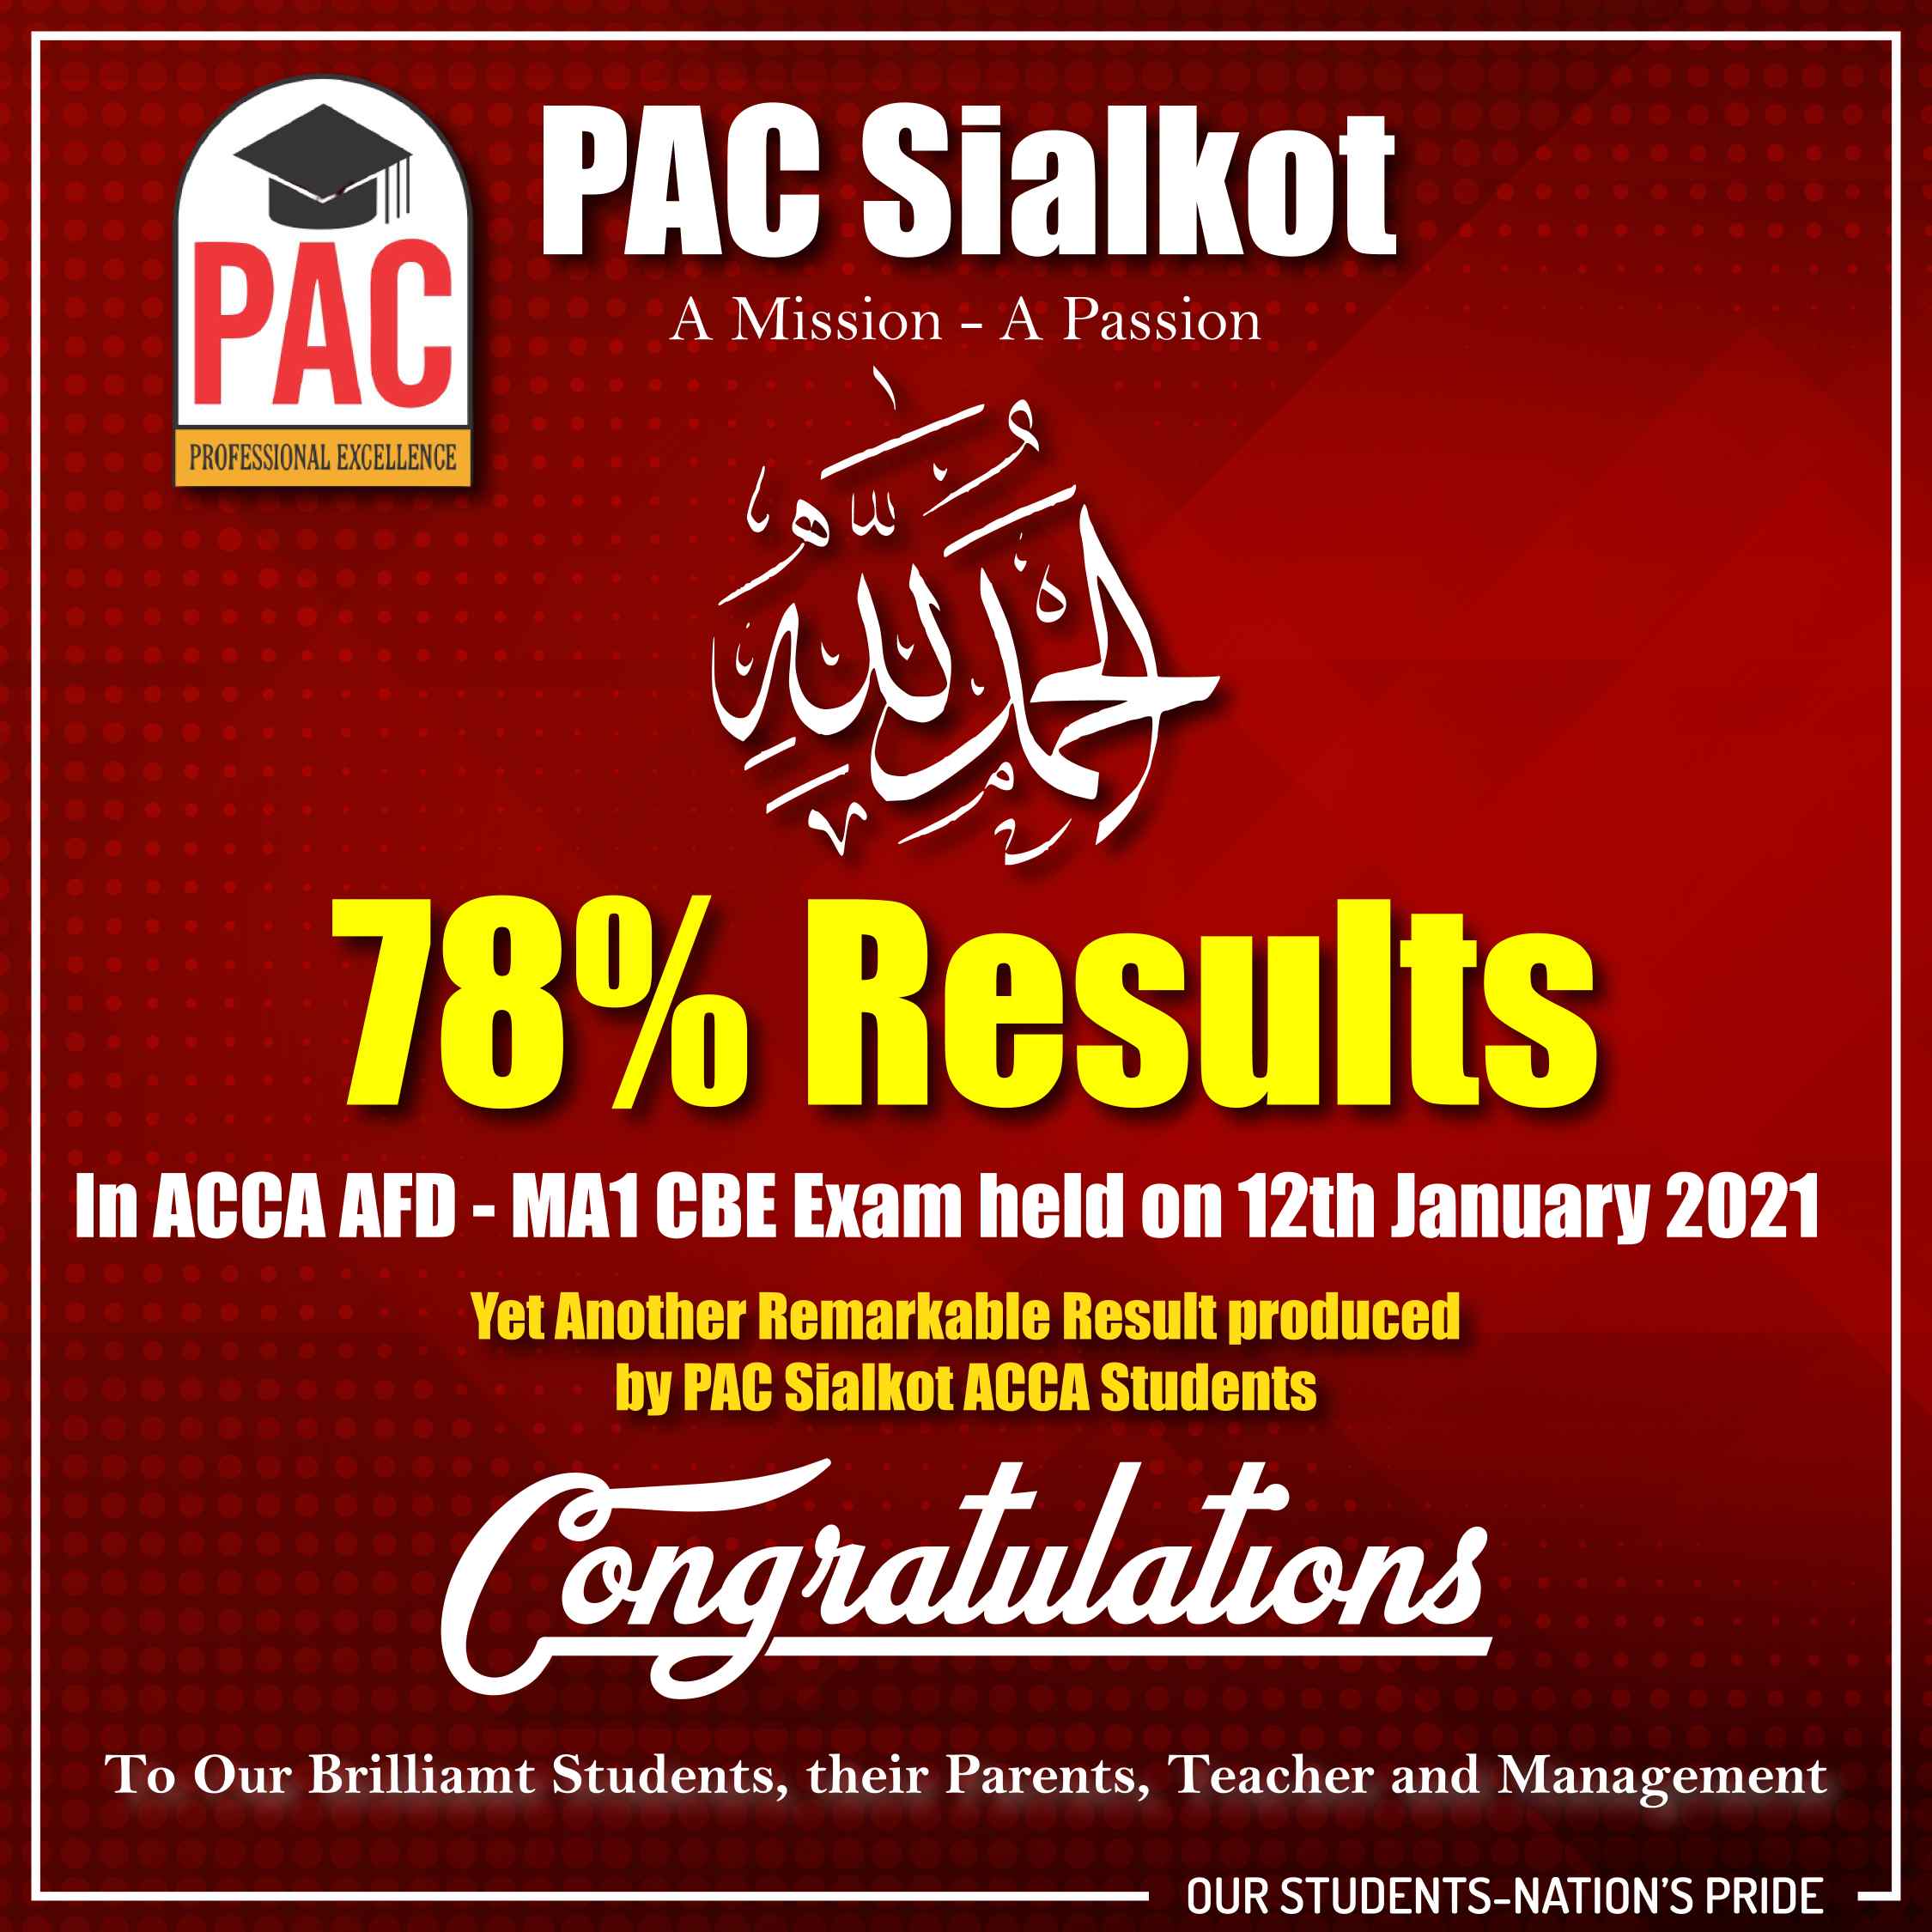 PAC
PROFESSIONAL EXCELLENCE
PAC Sialkot
A Mission - A Passion
الحمد لله
78% Results
In ACCA AFD - MA1 CBE Exam held on 12th January 2021
Yet Another Remarkable Result produced
by PAC Sialkot ACCA Students
Congratulations
To Our Brilliamt Students, their Parents, Teacher and Management
OUR STUDENTS-NATION'S PRIDE